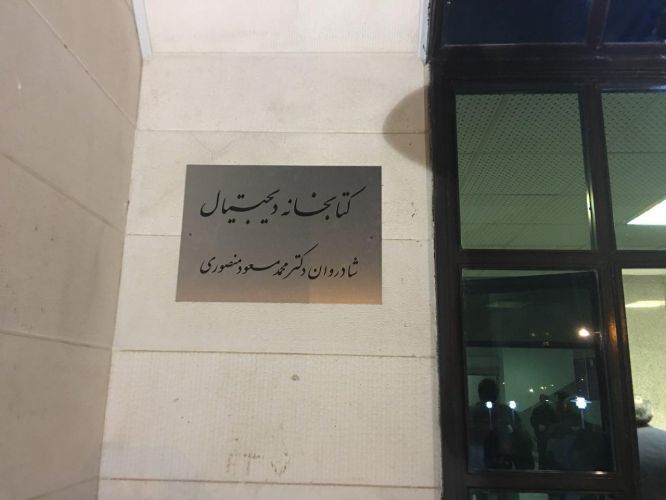 کتابخانه دیجیتال
شادروان دکتر محمد مسعود منصوری